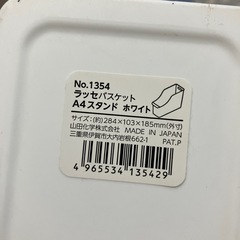 No.1354
ラッセバスケット
A4スタンド ホワイト
サイズ:(約)284×103×185mm(外寸)
山田化学株式会社 MADE IN JAPAN
三重県伊賀市大内岩根662-1
PAT.P
4 965534 135429